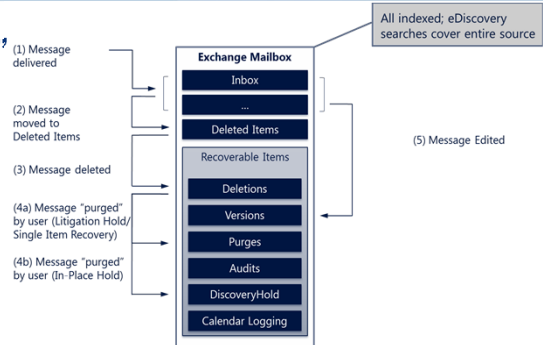 All indexed; eDiscovery
searches cover entire source
(1) Message
delivered
Exchange Mailbox
Inbox
...
(2) Message
moved to
Deleted Items
Deleted Items
(5) Message Edited
Recoverable Items
(3) Message deleted
Deletions
(4a) Message "purged"
by user (Litigation Hold/
Single Item Recovery)
Versions
Purges
(4b) Message "purged"
by user (In-Place Hold)
Audits
DiscoveryHold
Calendar Logging